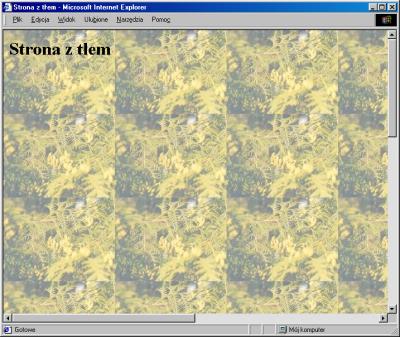 Strona z tłem - Microsoft Internet Explorer
Plik Edycja Widok Ulubione Narzędzia Pomoc
Strona z tłem
Gotowe
Mój komputer